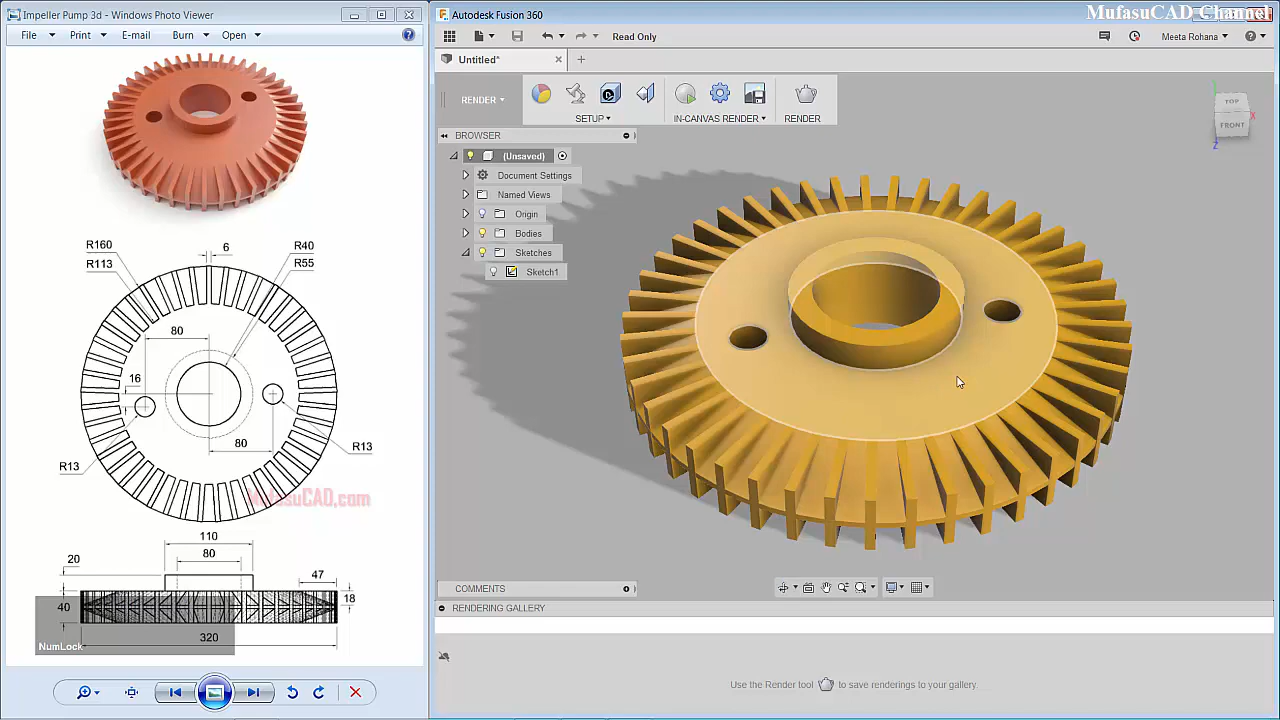 Impeller Pump 3d - Windows Photo Viewer
File Print E-mail Burn Open
R160
6
R40
R113
R55
80
16
80
R13
R13
MufasuCAD.com
110
20
80
47
40
18
320
NumLock
Autodesk Fusion 360
MufasuCAD Channel
Read Only
Meeta Rohana
Untitled*
RENDER
SETUP
IN-CANVAS RENDER
RENDER
BROWSER
(Unsaved)
Document Settings
Named Views
Origin
Bodies
Sketches
Sketch1
TOP
FRONT
X
Z
COMMENTS
RENDERING GALLERY
Use the Render tool to save renderings to your gallery.